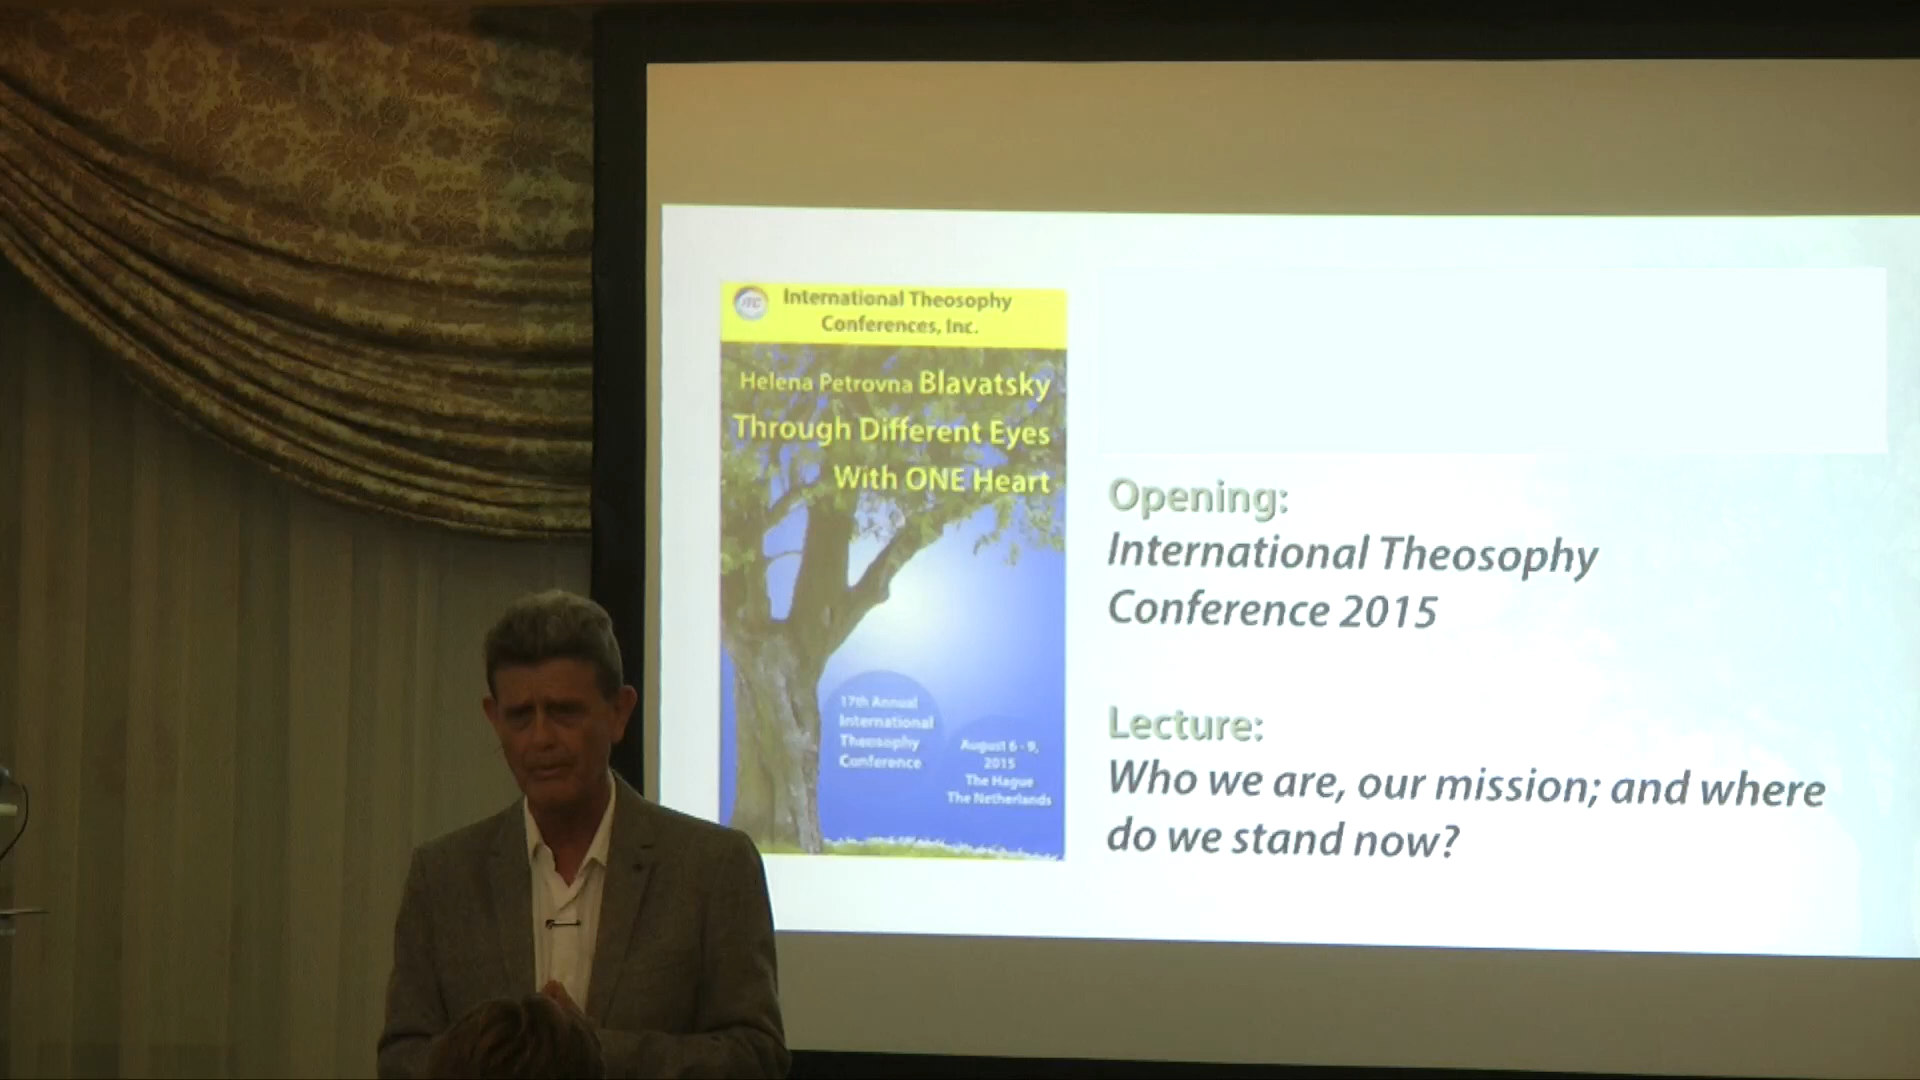 ITC
International Theosophy
Conferences, Inc.
Helena Petrovna Blavatsky
Through Different Eyes
With ONE Heart
17th Annual
International
Theosophy
Conference
August 6 - 9,
2015
The Hague
The Netherlands
Opening:
International Theosophy
Conference 2015
Lecture:
Who we are, our mission; and where
do we stand now?